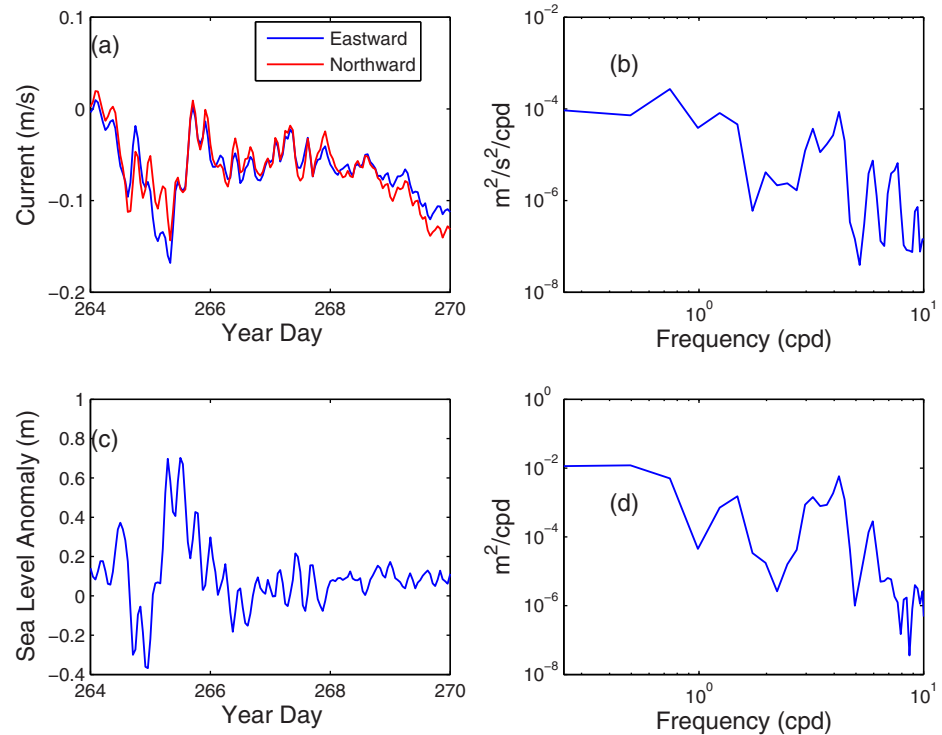 0.1
(a)
Eastward
Northward
0
−0.1
−0.2
Current (m/s)
264 266 268 270
Year Day
10^−2
(b)
10^−4
10^−6
10^−8
m^2/s^2/cpd
10^0 10^1
Frequency (cpd)
1
(c)
0.8
0.6
0.4
0.2
0
−0.2
−0.4
Sea Level Anomaly (m)
264 266 268 270
Year Day
10^0
10^−2
(d)
10^−4
10^−6
10^−8
m^2/cpd
10^0 10^1
Frequency (cpd)